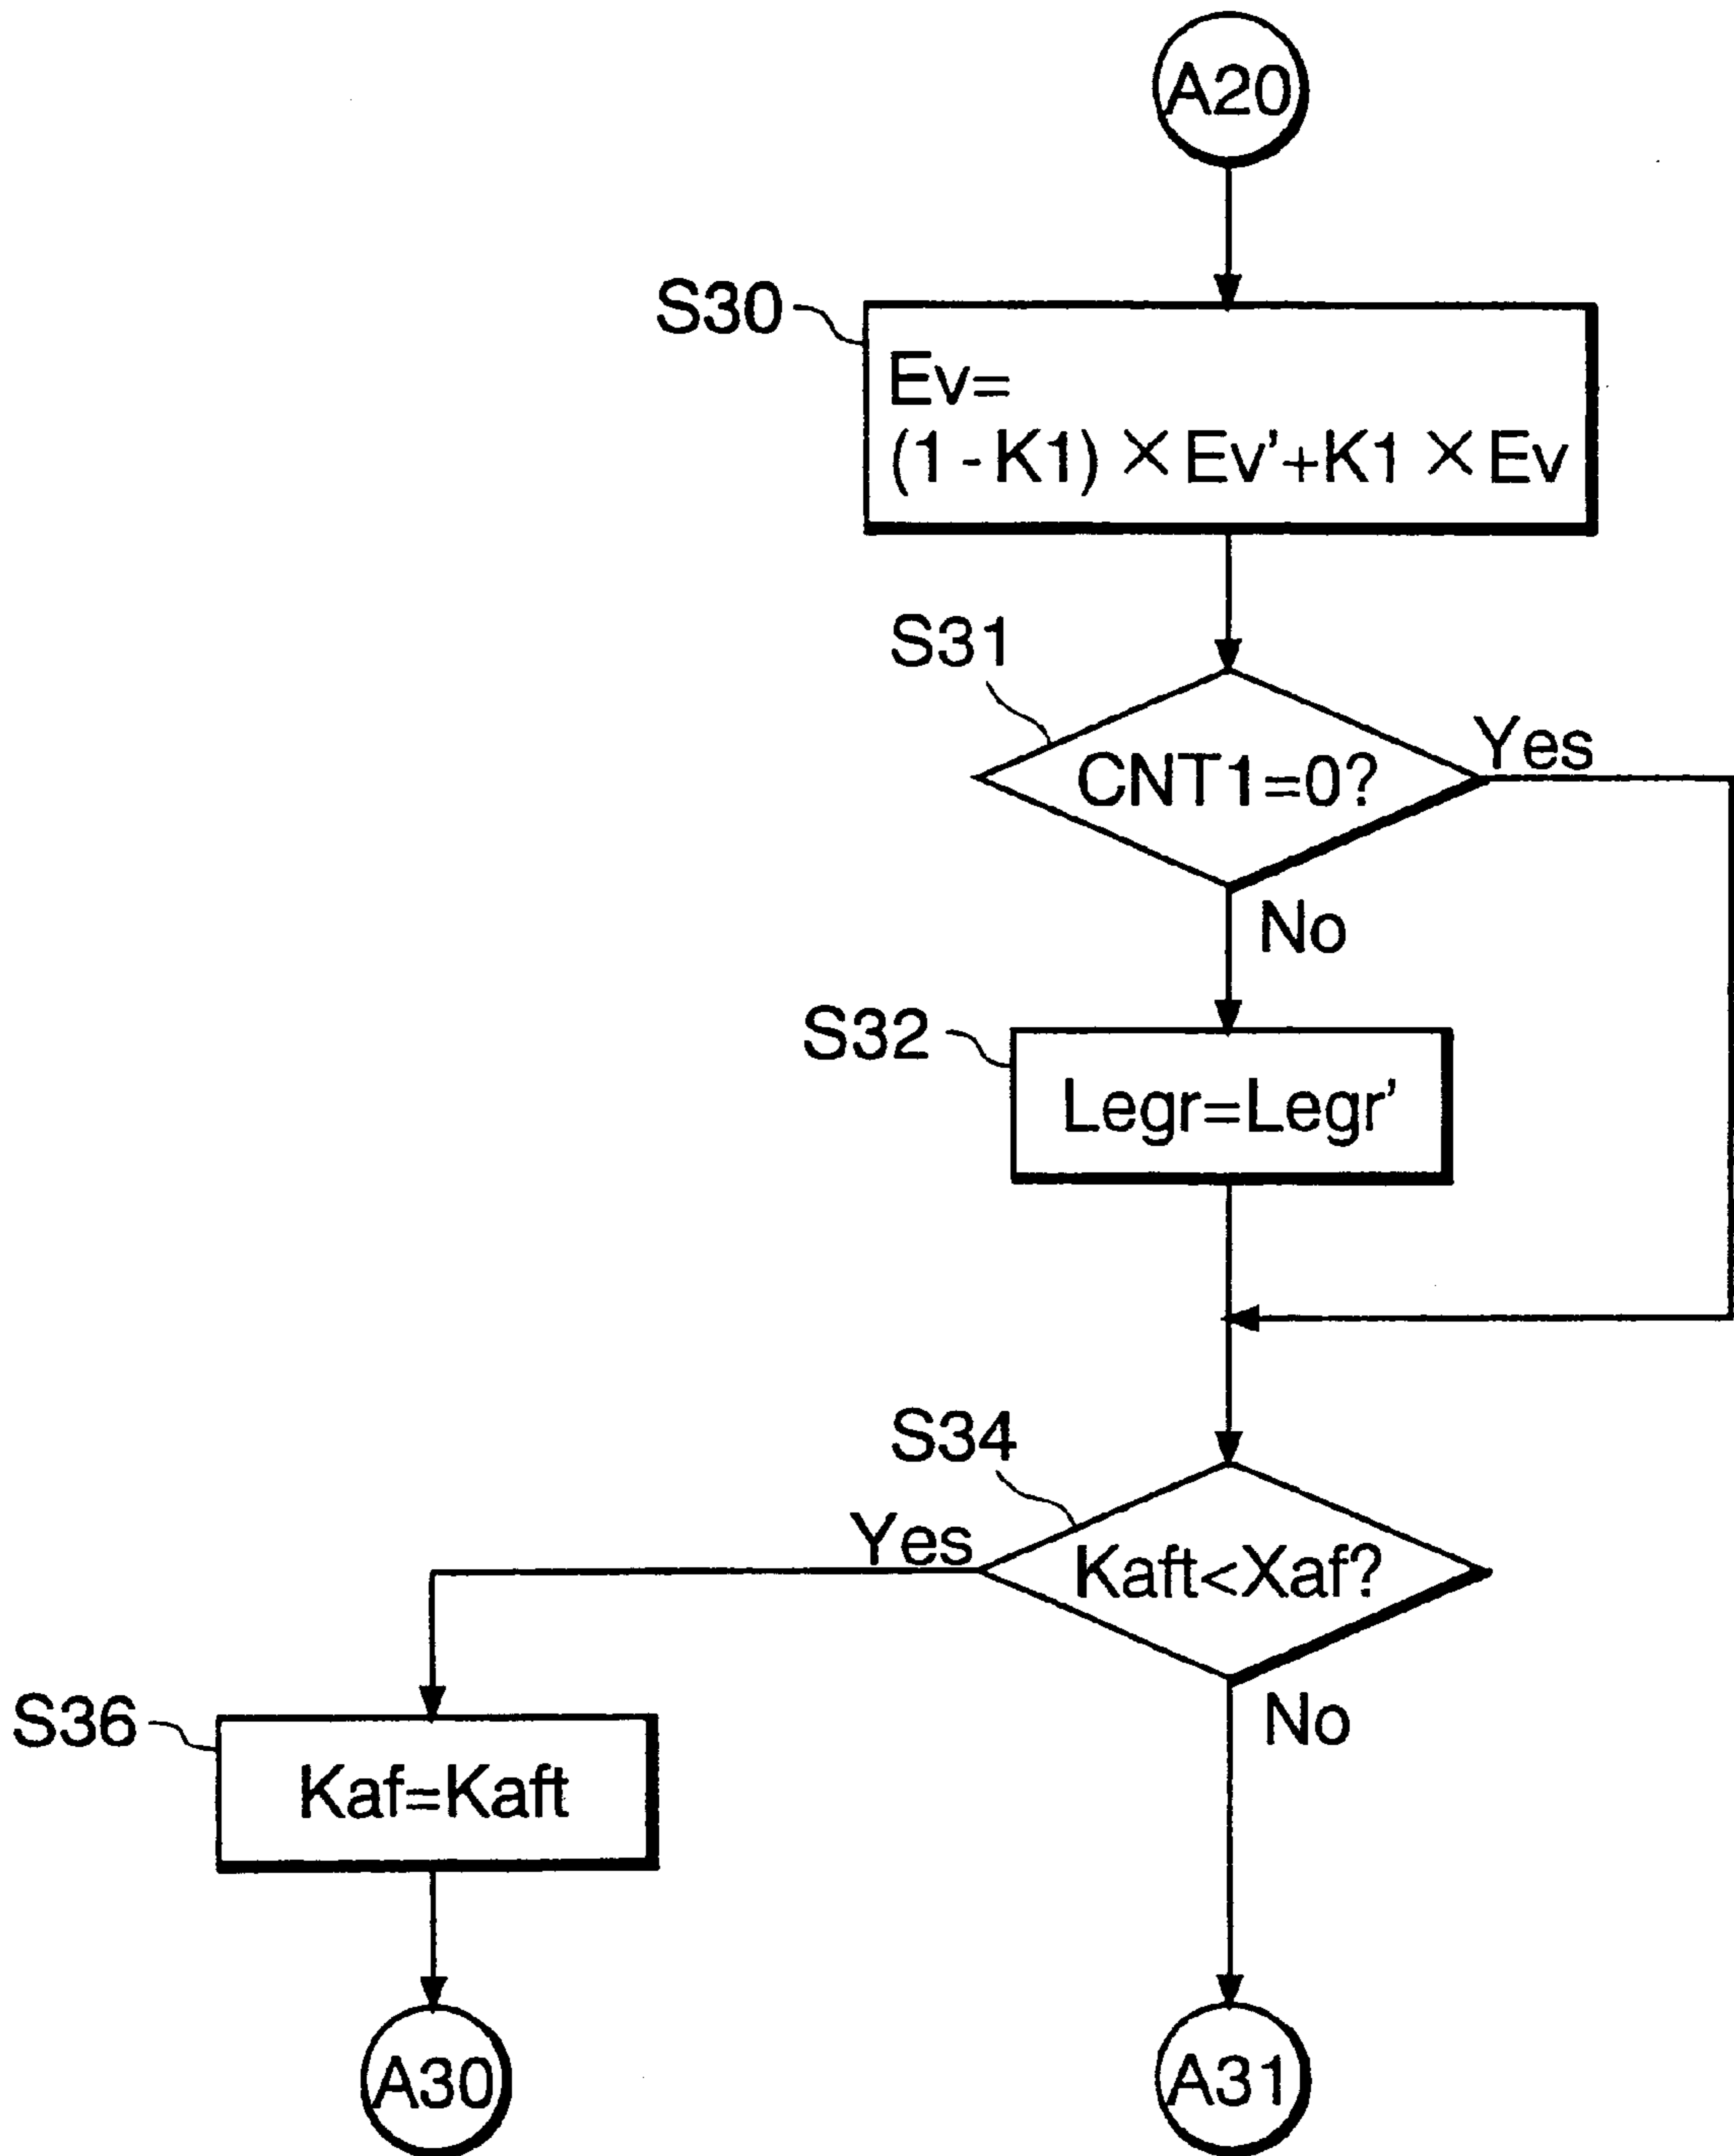 A20
S30
Ev=
(1-K1)×Ev'+K1×Ev
S31
CNT1=0?
Yes
No
S32
Legr=Legr'
S34
Yes
Kaft<Xaf?
No
S36
Kaf=Kaft
A30
A31